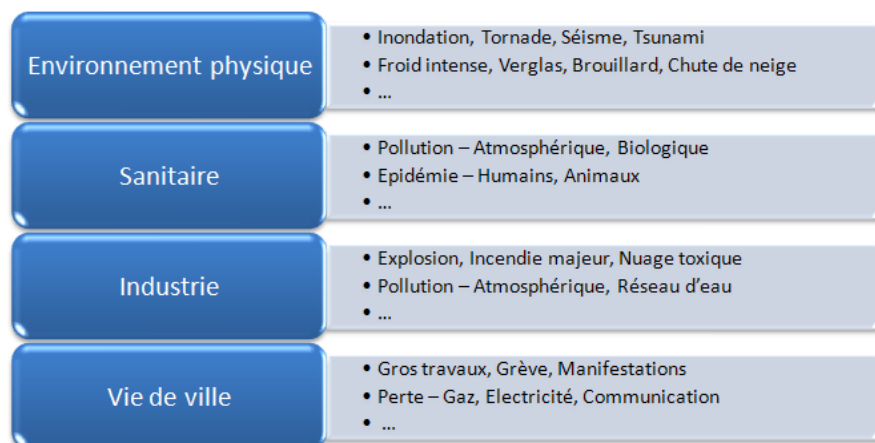 Environnement physique
• Inondation, Tornade, Séisme, Tsunami
• Froid intense, Verglas, Brouillard, Chute de neige
• ...
Sanitaire
• Pollution – Atmosphérique, Biologique
• Epidémie – Humains, Animaux
• ...
Industrie
• Explosion, Incendie majeur, Nuage toxique
• Pollution – Atmosphérique, Réseau d'eau
• ...
Vie de ville
• Gros travaux, Grève, Manifestations
• Perte – Gaz, Electricité, Communication
• ...